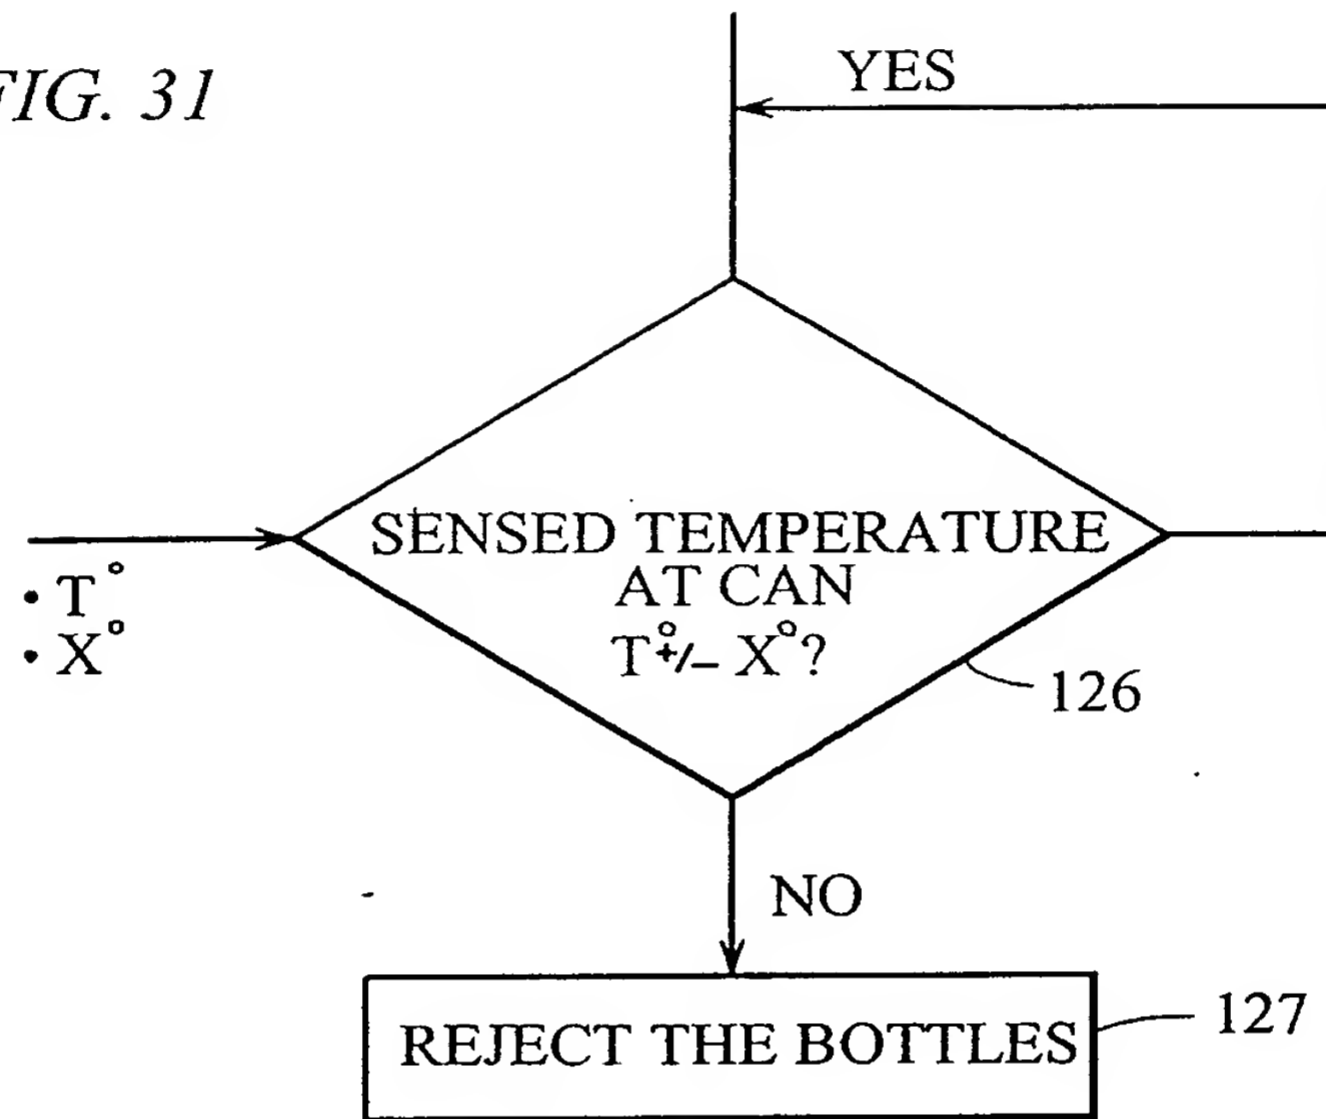 FIG. 31
YES
SENSED TEMPERATURE
AT CAN
T° +/- X°?
• T°
• X°
126
NO
REJECT THE BOTTLES
127